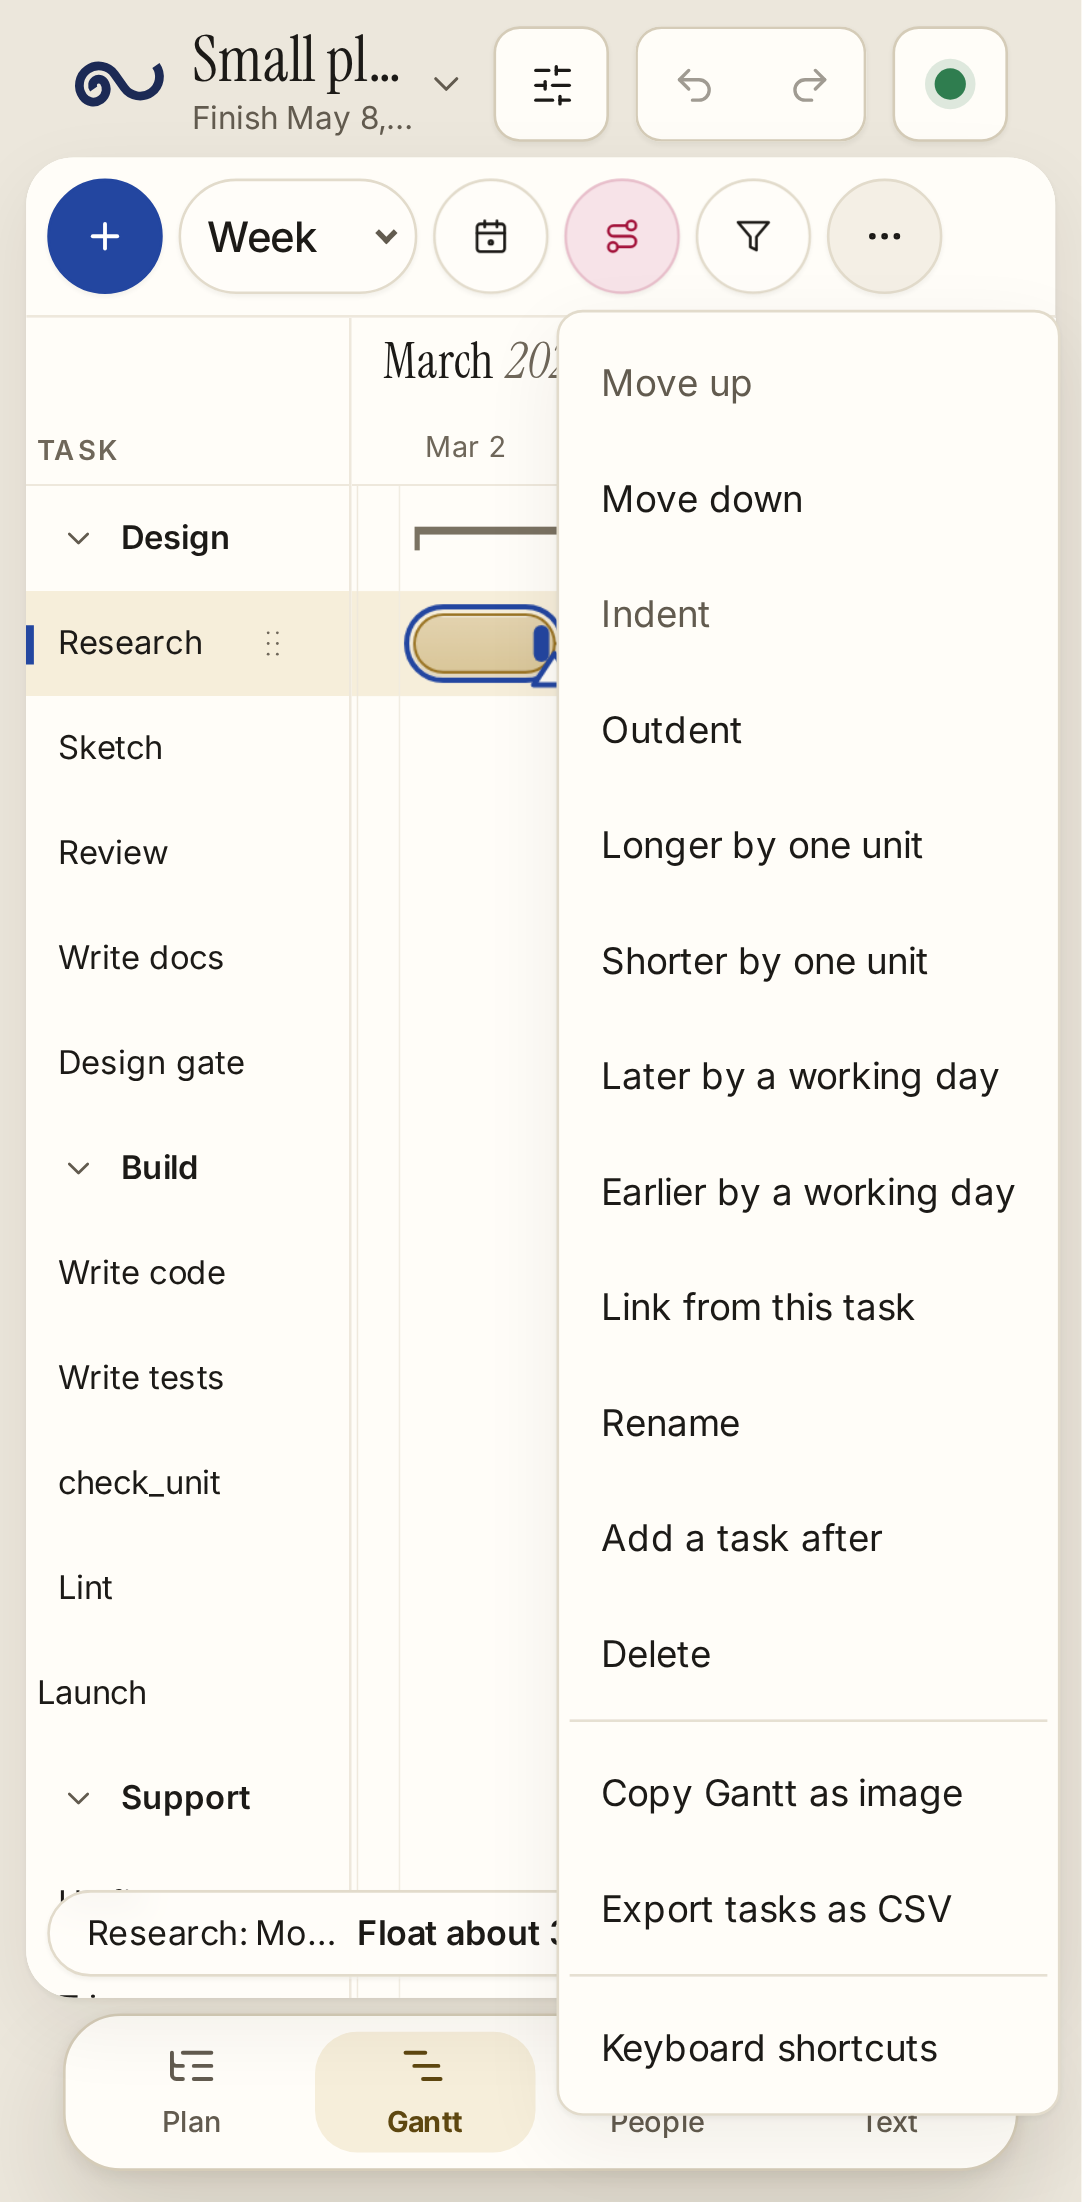 Small pl...
Finish May 8,...
Week
March
TASK
Mar 2
Design
Research
Sketch
Review
Write docs
Design gate
Build
Write code
Write tests
check_unit
Lint
Launch
Support
Research: Mo... Float about
Move up
Move down
Indent
Outdent
Longer by one unit
Shorter by one unit
Later by a working day
Earlier by a working day
Link from this task
Rename
Add a task after
Delete
Copy Gantt as image
Export tasks as CSV
Keyboard shortcuts
Plan
Gantt
People
Text